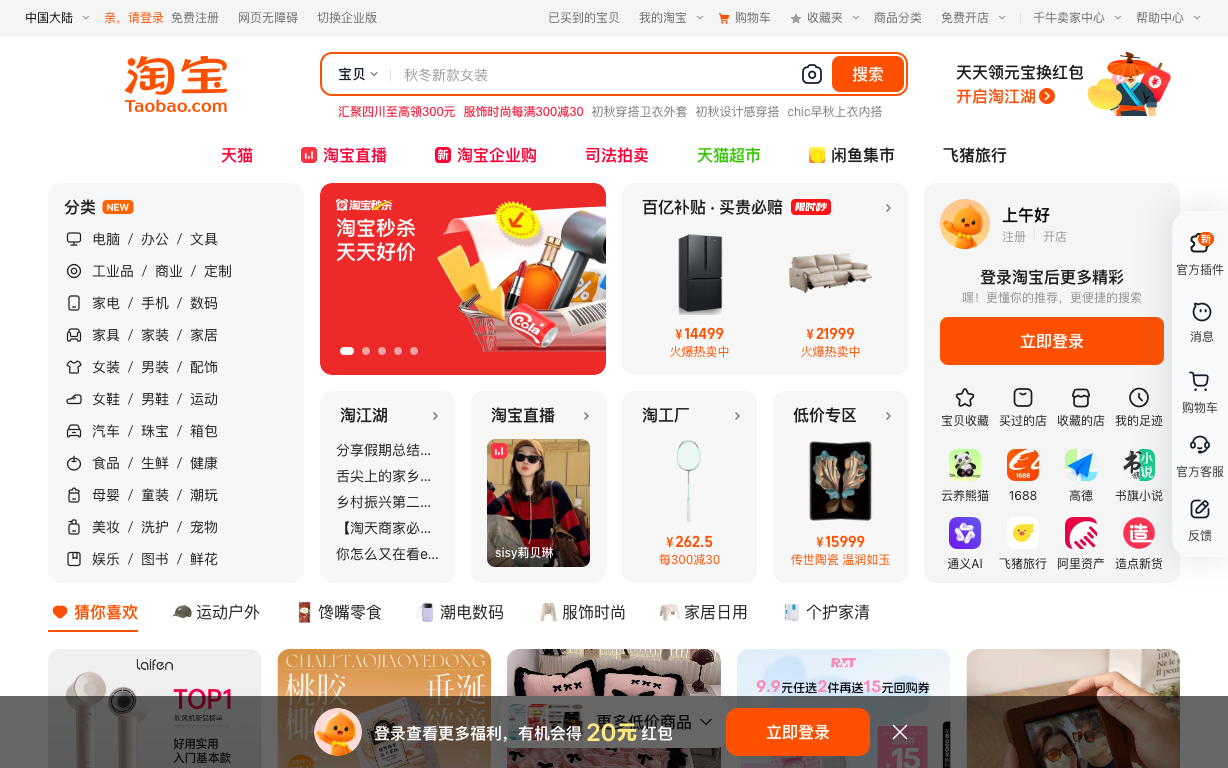 中国大陆 亲，请登录 免费注册 网页无障碍 切换企业版 已买到的宝贝 我的淘宝 购物车 收藏夹 商品分类 免费开店 千牛卖家中心 帮助中心
淘宝
Taobao.com
宝贝 秋冬新款女装 搜索
汇聚四川至高领300元 服饰时尚每满300减30 初秋穿搭卫衣外套 初秋设计感穿搭 chic早秋上衣内搭
天天领元宝换红包
开启淘江湖
天猫 淘宝直播 新 淘宝企业购 司法拍卖 天猫超市 闲鱼集市 飞猪旅行
分类 NEW
电脑 / 办公 / 文具
工业品 / 商业 / 定制
家电 / 手机 / 数码
家具 / 家装 / 家居
女装 / 男装 / 配饰
女鞋 / 男鞋 / 运动
汽车 / 珠宝 / 箱包
食品 / 生鲜 / 健康
母婴 / 童装 / 潮玩
美妆 / 洗护 / 宠物
娱乐 / 图书 / 鲜花
淘宝秒杀
淘宝秒杀
天天好价
Cola
%
百亿补贴 · 买贵必赔 限时秒
¥14499
火爆热卖中
¥21999
火爆热卖中
淘江湖
分享假期总结...
舌尖上的家乡...
乡村振兴第二...
【淘天商家必...
你怎么又在看e...
淘宝直播
sisy莉贝琳
淘工厂
¥262.5
每300减30
低价专区
¥15999
传世陶瓷 温润如玉
上午好
注册 开店
登录淘宝后更多精彩
嘿！更懂你的推荐，更便捷的搜索
立即登录
宝贝收藏 买过的店 收藏的店 我的足迹
1688
书 小说
云养熊猫 1688 高德 书旗小说
造
通义AI 飞猪旅行 阿里资产 造点新货
新
官方插件
消息
购物车
官方客服
反馈
猜你喜欢 运动户外 馋嘴零食 潮电数码 服饰时尚 家居日用 个护家清
laifen
TOP1
吹风机新品榜单
好用实用
入门基本款
CHALITAOJIAOYEDONG
桃胶
垂涎
椰
9.9元任选2件再送15元回购券
15
更多低价商品
登录查看更多福利，有机会得 20元 红包
立即登录